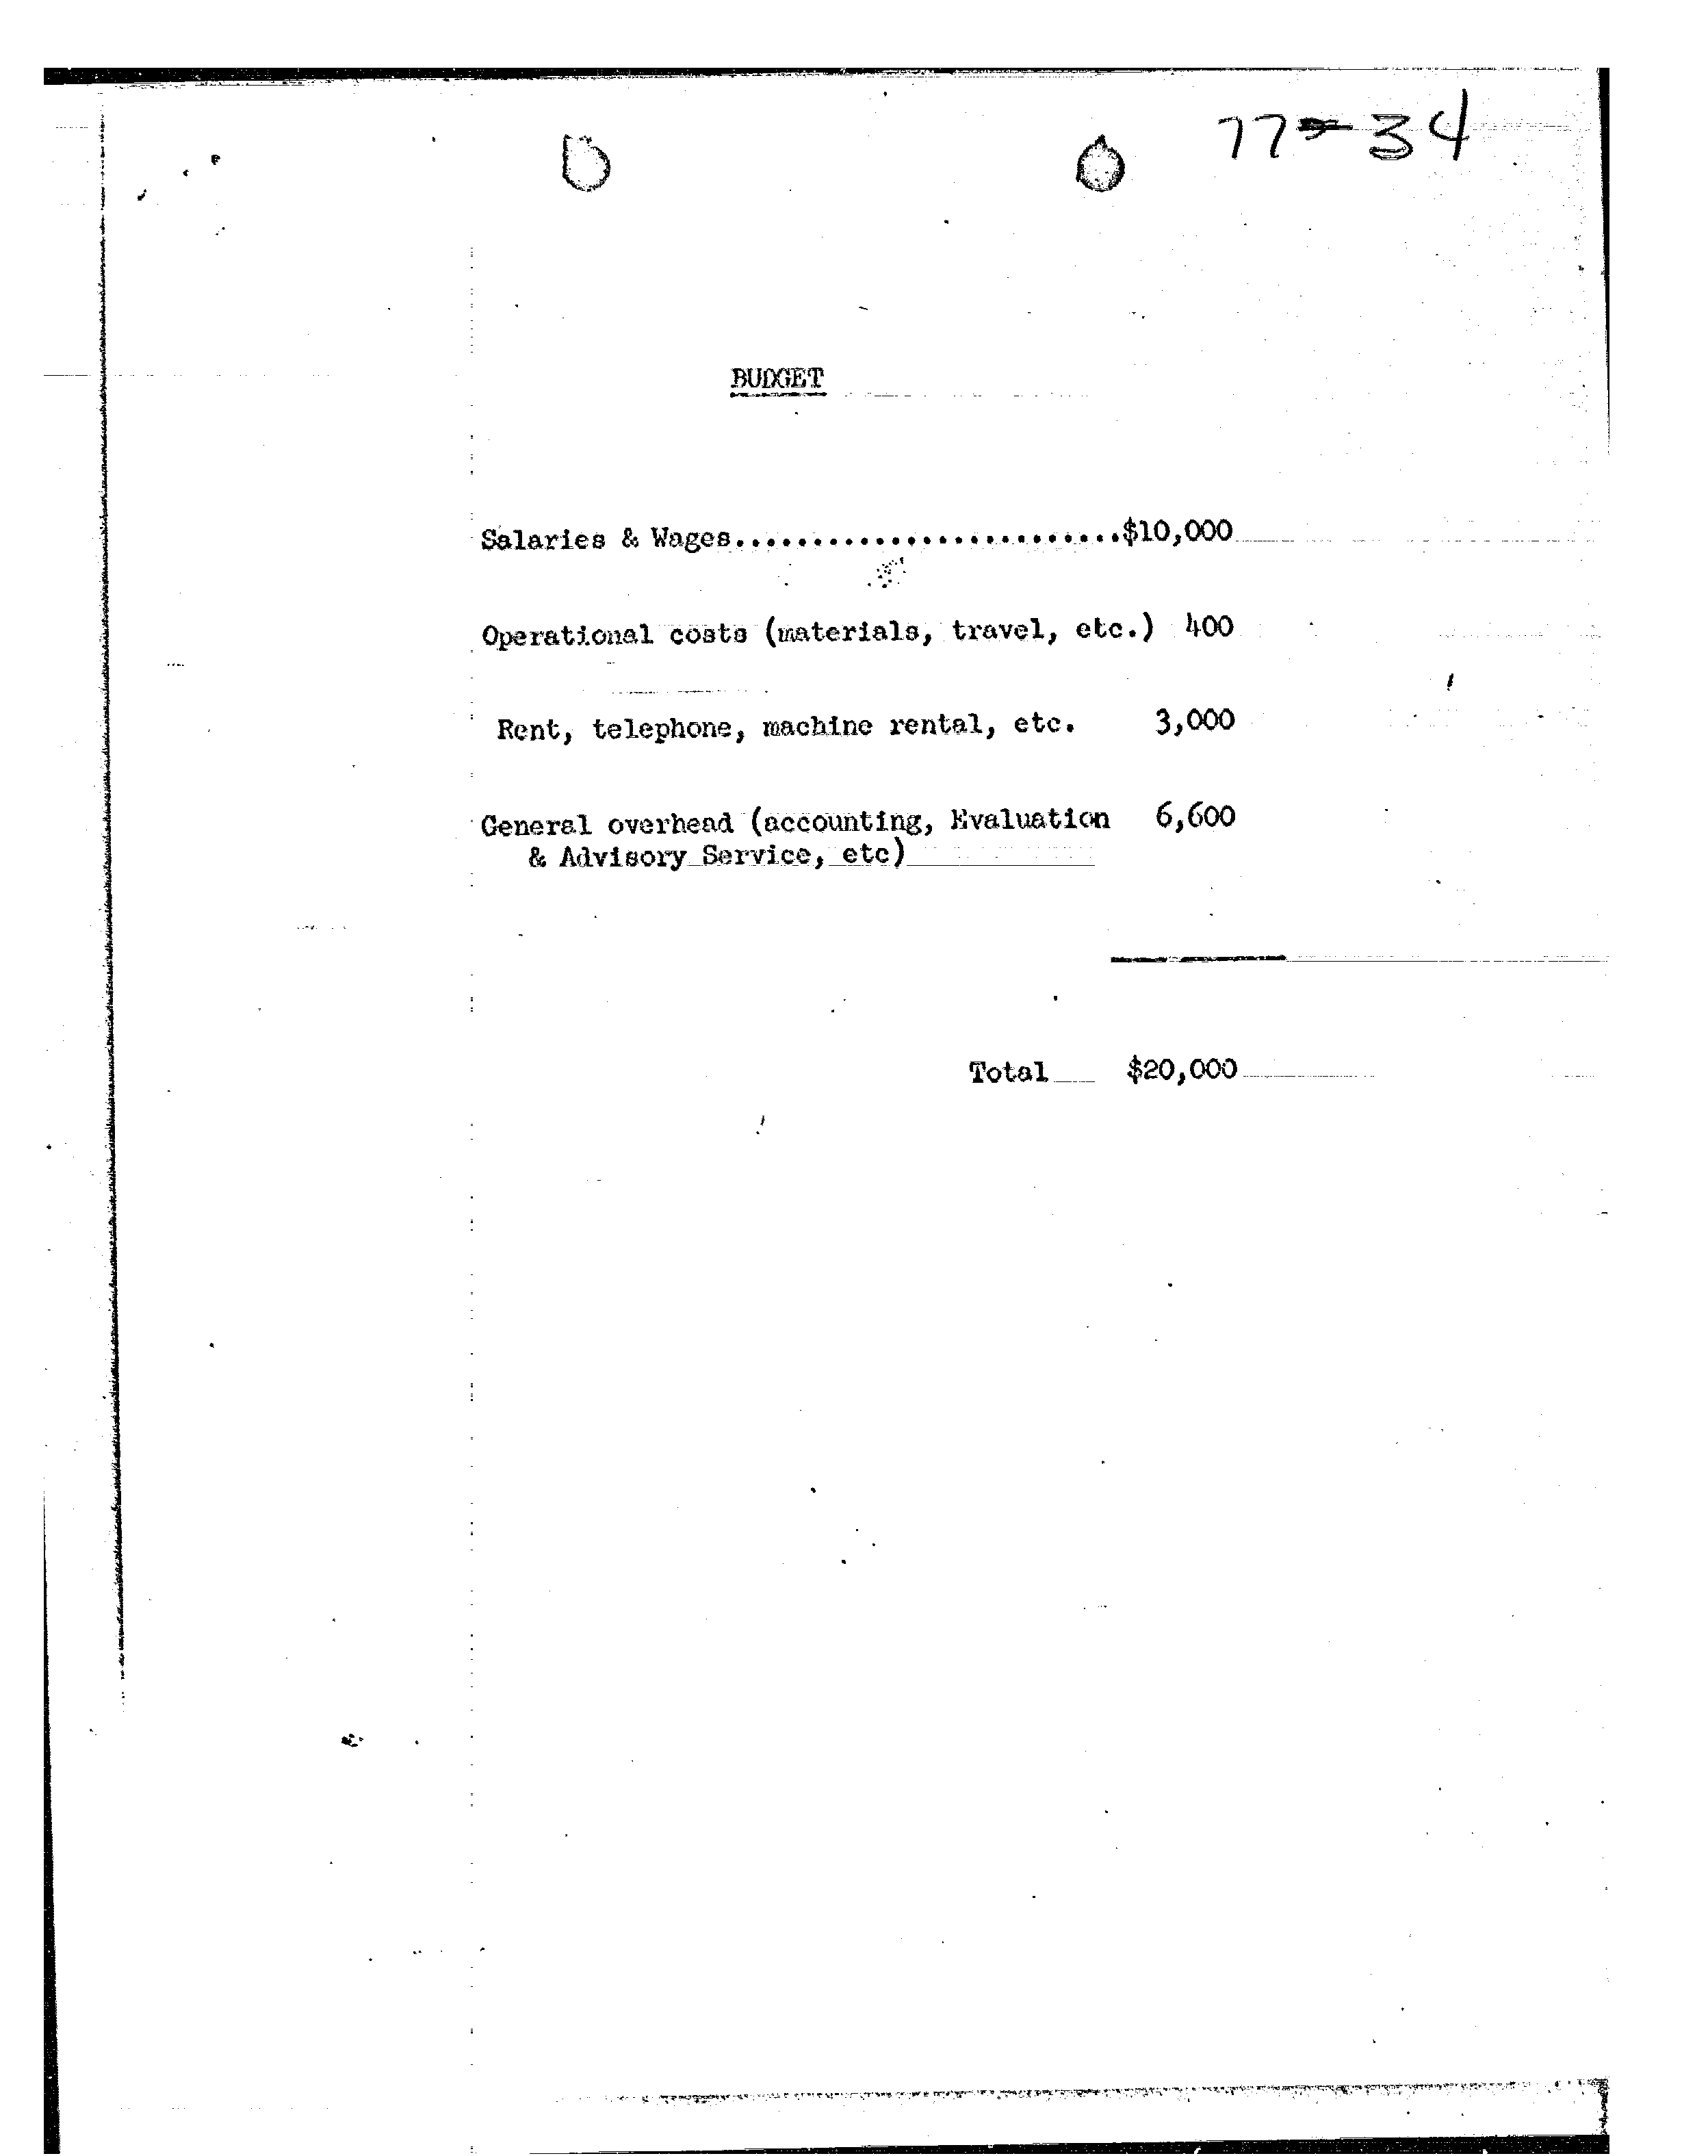 77-34
BUDGET
Salaries & Wages.........................$10,000
Operational costs (materials, travel, etc.) 400
Rent, telephone, machine rental, etc. 3,000
General overhead (accounting, Evaluation 6,600
& Advisory Service, etc)
Total $20,000